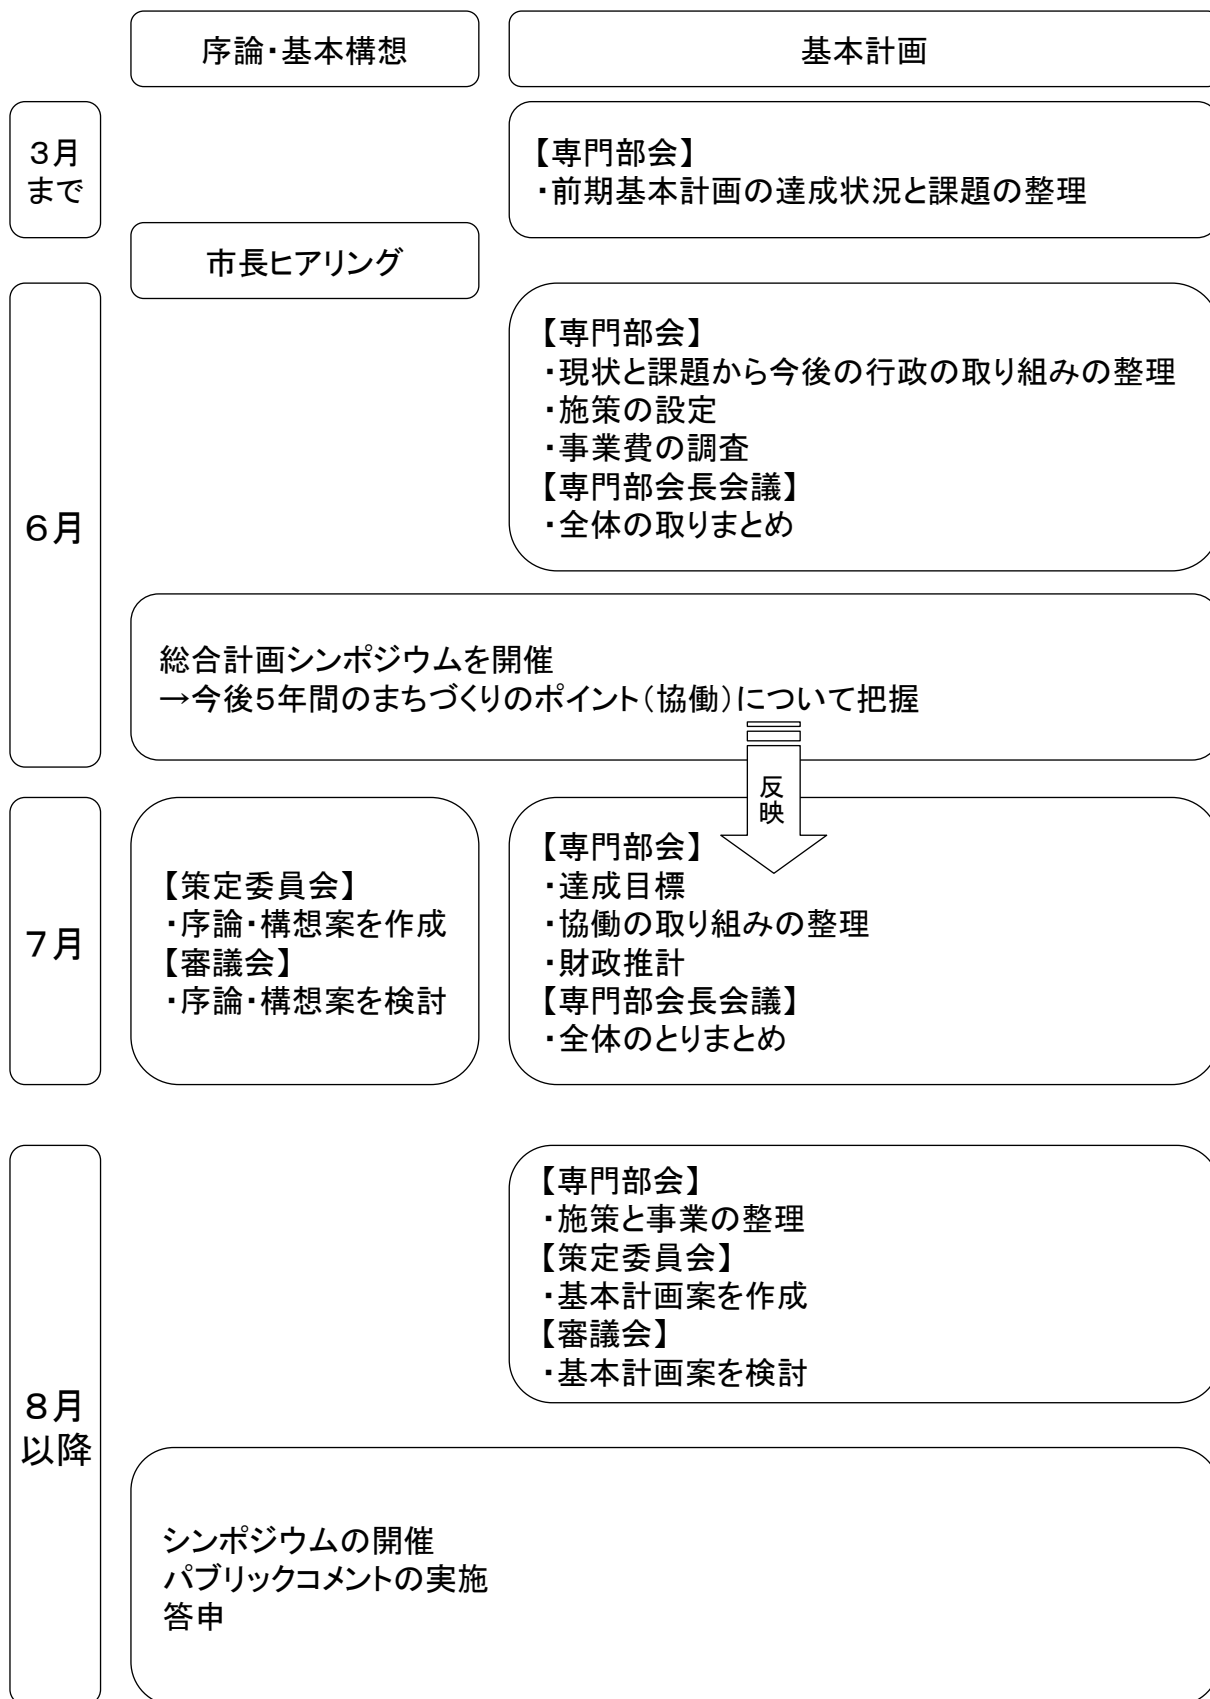 序論・基本構想
基本計画
３月
まで
【専門部会】
・前期基本計画の達成状況と課題の整理
市長ヒアリング
６月
【専門部会】
・現状と課題から今後の行政の取り組みの整理
・施策の設定
・事業費の調査
【専門部会長会議】
・全体の取りまとめ
総合計画シンポジウムを開催
→今後５年間のまちづくりのポイント（協働）について把握
反映
７月
【策定委員会】
・序論・構想案を作成
【審議会】
・序論・構想案を検討
【専門部会】
・達成目標
・協働の取り組みの整理
・財政推計
【専門部会長会議】
・全体のとりまとめ
８月
以降
【専門部会】
・施策と事業の整理
【策定委員会】
・基本計画案を作成
【審議会】
・基本計画案を検討
シンポジウムの開催
パブリックコメントの実施
答申